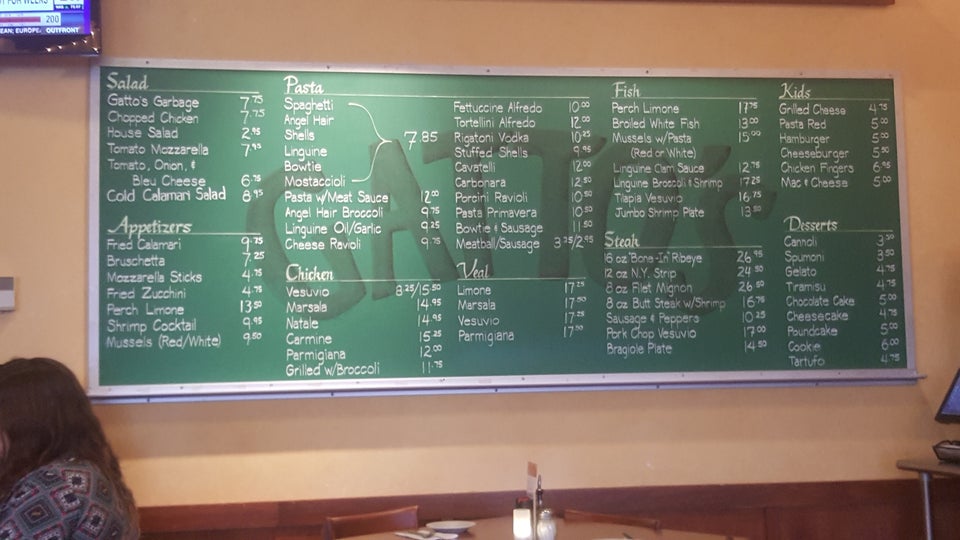 T FOR WEEKS
200
EAN; EUROPE. OUTFRONT
GATTO'S
Salad
Gatto's Garbage 7.75
Chopped Chicken 7.75
House Salad 2.95
Tomato Mozzarella 7.95
Tomato, Onion, &
Bleu Cheese 6.75
Cold Calamari Salad 8.95
Appetizers
Fried Calamari 9.75
Bruschetta 7.25
Mozzarella Sticks 4.75
Fried Zucchini 4.75
Perch Limone 13.50
Shrimp Cocktail 9.95
Mussels (Red/White) 9.50
Pasta
Spaghetti
Angel Hair
Shells
Linguine
Bowtie
Mostaccioli
7.85
Pasta w/Meat Sauce 12.00
Angel Hair Broccoli 9.75
Linguine Oil/Garlic 9.25
Cheese Ravioli 9.75
Fettuccine Alfredo 10.00
Tortellini Alfredo 12.00
Rigatoni Vodka 10.25
Stuffed Shells 9.95
Cavatelli 12.00
Carbonara 12.50
Porcini Ravioli 10.50
Pasta Primavera 10.50
Bowtie & Sausage 11.50
Meatball/Sausage 3.25/2.95
Chicken
Vesuvio 8.25/15.50
Marsala 14.95
Natale 14.95
Carmine 15.25
Parmigiana 12.00
Grilled w/Broccoli 11.75
Veal
Limone 17.25
Marsala 17.50
Vesuvio 17.25
Parmigiana 17.50
Fish
Perch Limone 17.75
Broiled White Fish 13.00
Mussels w/Pasta 15.00
(Red or White)
Linguine Clam Sauce 12.75
Linguine Broccoli & Shrimp 17.25
Tilapia Vesuvio 16.75
Jumbo Shrimp Plate 13.50
Steak
16 oz "Bone-In" Ribeye 26.95
12 oz N.Y. Strip 24.50
8 oz Filet Mignon 26.50
8 oz Butt Steak w/Shrimp 16.75
Sausage & Peppers 10.25
Pork Chop Vesuvio 17.00
Bragiole Plate 14.50
Kids
Grilled Cheese 4.75
Pasta Red 5.00
Hamburger 5.00
Cheeseburger 5.50
Chicken Fingers 6.95
Mac & Cheese 5.00
Desserts
Cannoli 3.50
Spumoni 3.50
Gelato 4.75
Tiramisu 4.75
Chocolate Cake 5.00
Cheesecake 4.75
Poundcake 5.00
Cookie 6.00
Tartufo 4.75